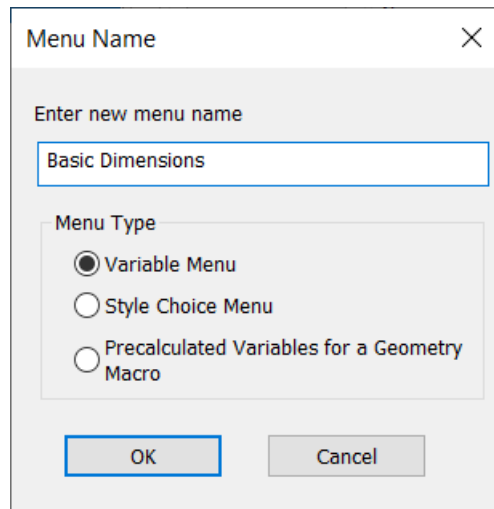 Menu Name
Enter new menu name
Basic Dimensions
Menu Type
Variable Menu
Style Choice Menu
Precalculated Variables for a Geometry
Macro
OK Cancel